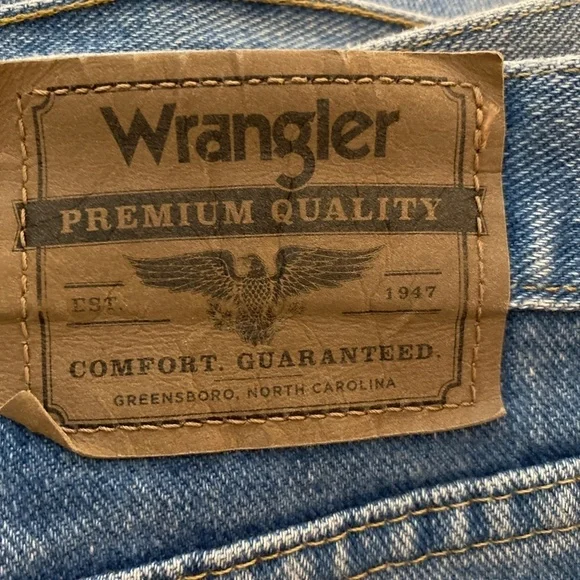 Wrangler
PREMIUM QUALITY
EST. 1947
COMFORT. GUARANTEED.
GREENSBORO, NORTH CAROLINA